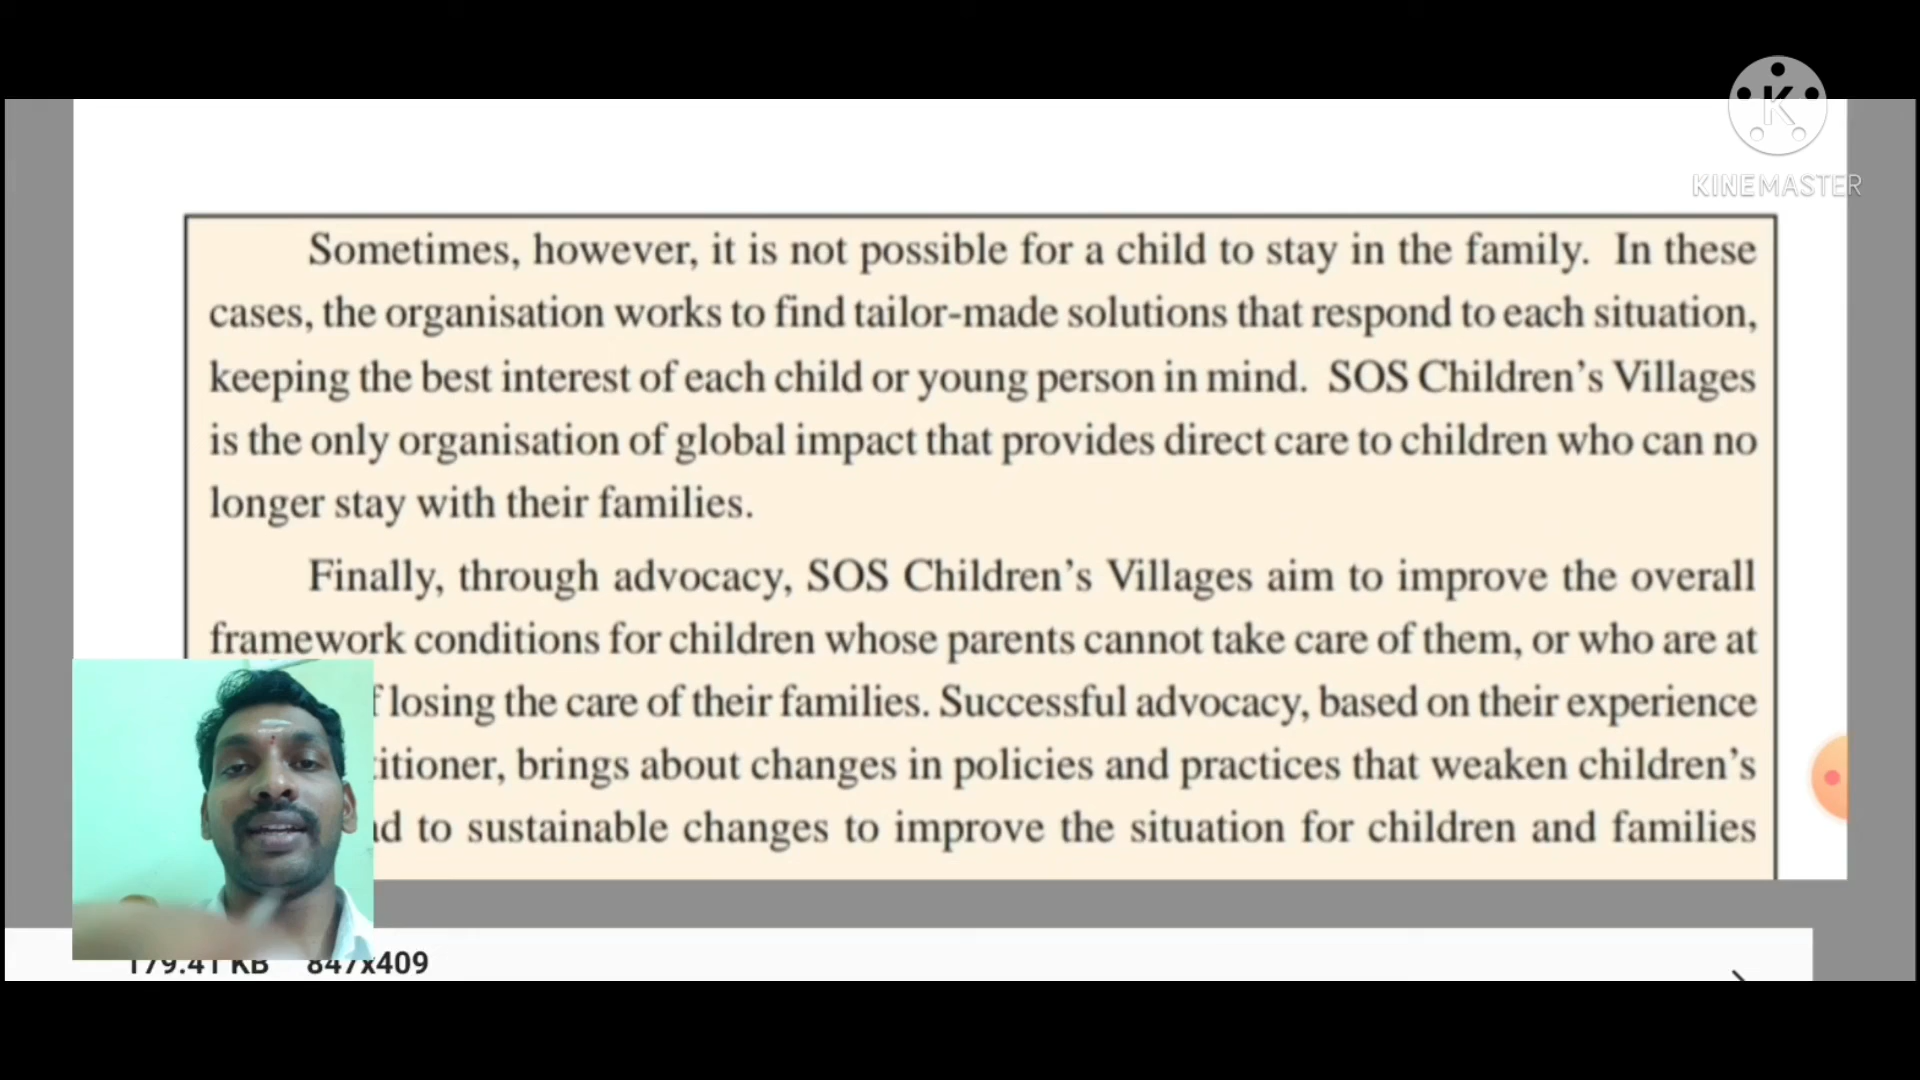 KINEMASTER
Sometimes, however, it is not possible for a child to stay in the family. In these
cases, the organisation works to find tailor-made solutions that respond to each situation,
keeping the best interest of each child or young person in mind. SOS Children's Villages
is the only organisation of global impact that provides direct care to children who can no
longer stay with their families.
Finally, through advocacy, SOS Children's Villages aim to improve the overall
framework conditions for children whose parents cannot take care of them, or who are at
losing the care of their families. Successful advocacy, based on their experience
brings about changes in policies and practices that weaken children's
to sustainable changes to improve the situation for children and families
179.41 KB 847x409